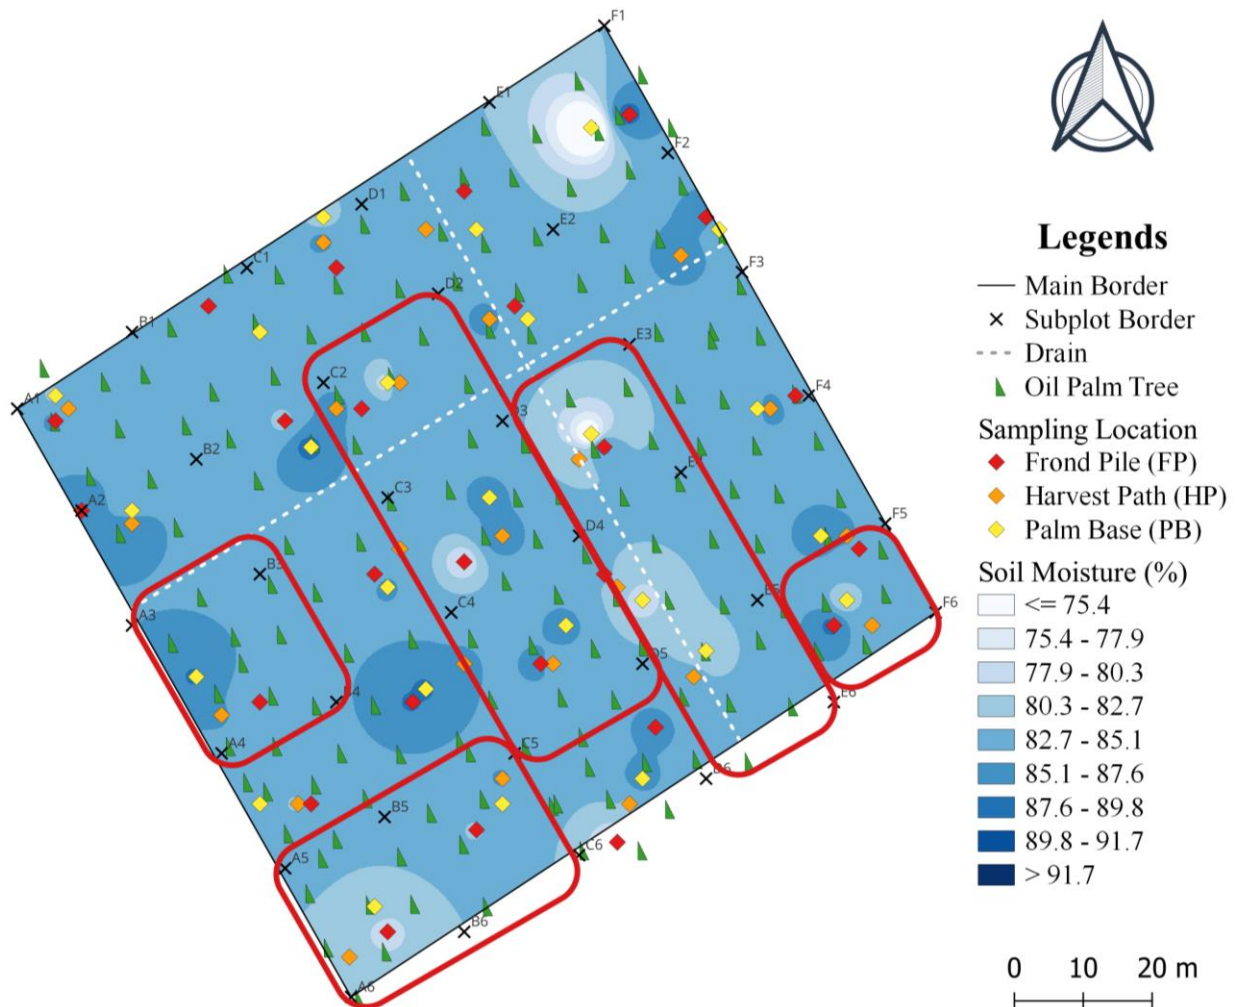 F1
E1
F2
D1
E2
C1
F3
D2
B1
E3
C2
F4
A1
D3
B2
E4
C3
A2
F5
D4
B3
E5
F6
A3
C4
D5
B4
E6
A4
C5
D6
B5
C6
A5
B6
A6
Legends
Main Border
Subplot Border
Drain
Oil Palm Tree
Sampling Location
Frond Pile (FP)
Harvest Path (HP)
Palm Base (PB)
Soil Moisture (%)
<= 75.4
75.4 - 77.9
77.9 - 80.3
80.3 - 82.7
82.7 - 85.1
85.1 - 87.6
87.6 - 89.8
89.8 - 91.7
> 91.7
0 10 20 m